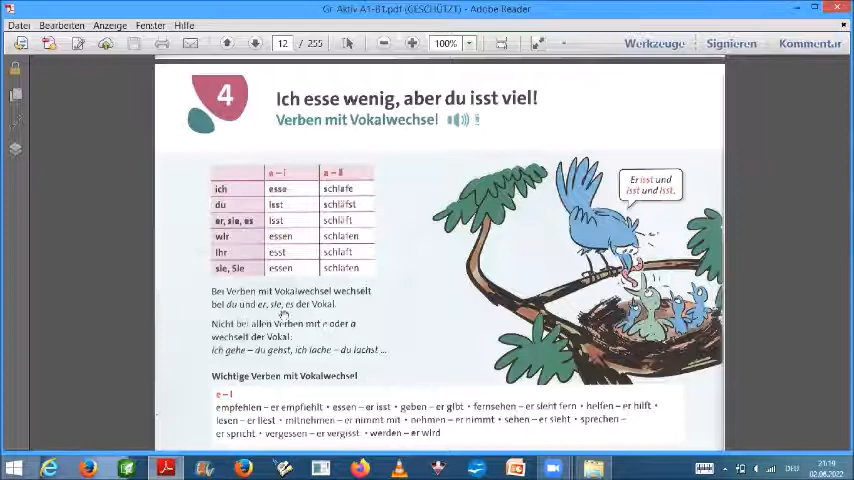 Gr Aktiv A1-B1.pdf (GESCHÜTZT) - Adobe Reader
Datei Bearbeiten Anzeige Fenster Hilfe
12 / 255 100% Werkzeuge Signieren Kommentar
4
Ich esse wenig, aber du isst viel!
Verben mit Vokalwechsel
e – i a – ä
ich esse schlafe
du isst schläfst
er, sie, es isst schläft
wir essen schlafen
ihr esst schlaft
sie, Sie essen schlafen
Er isst und
isst und isst.
Bei Verben mit Vokalwechsel wechselt
bei du und er, sie, es der Vokal.
Nicht bei allen Verben mit e oder a
wechselt der Vokal:
ich gehe – du gehst, ich lache – du lachst ...
Wichtige Verben mit Vokalwechsel
e – i
empfehlen – er empfiehlt • essen – er isst • geben – er gibt • fernsehen – er sieht fern • helfen – er hilft •
lesen – er liest • mitnehmen – er nimmt mit • nehmen – er nimmt • sehen – er sieht • sprechen –
er spricht • vergessen – er vergisst • werden – er wird
DEU
21:19
02.06.2022